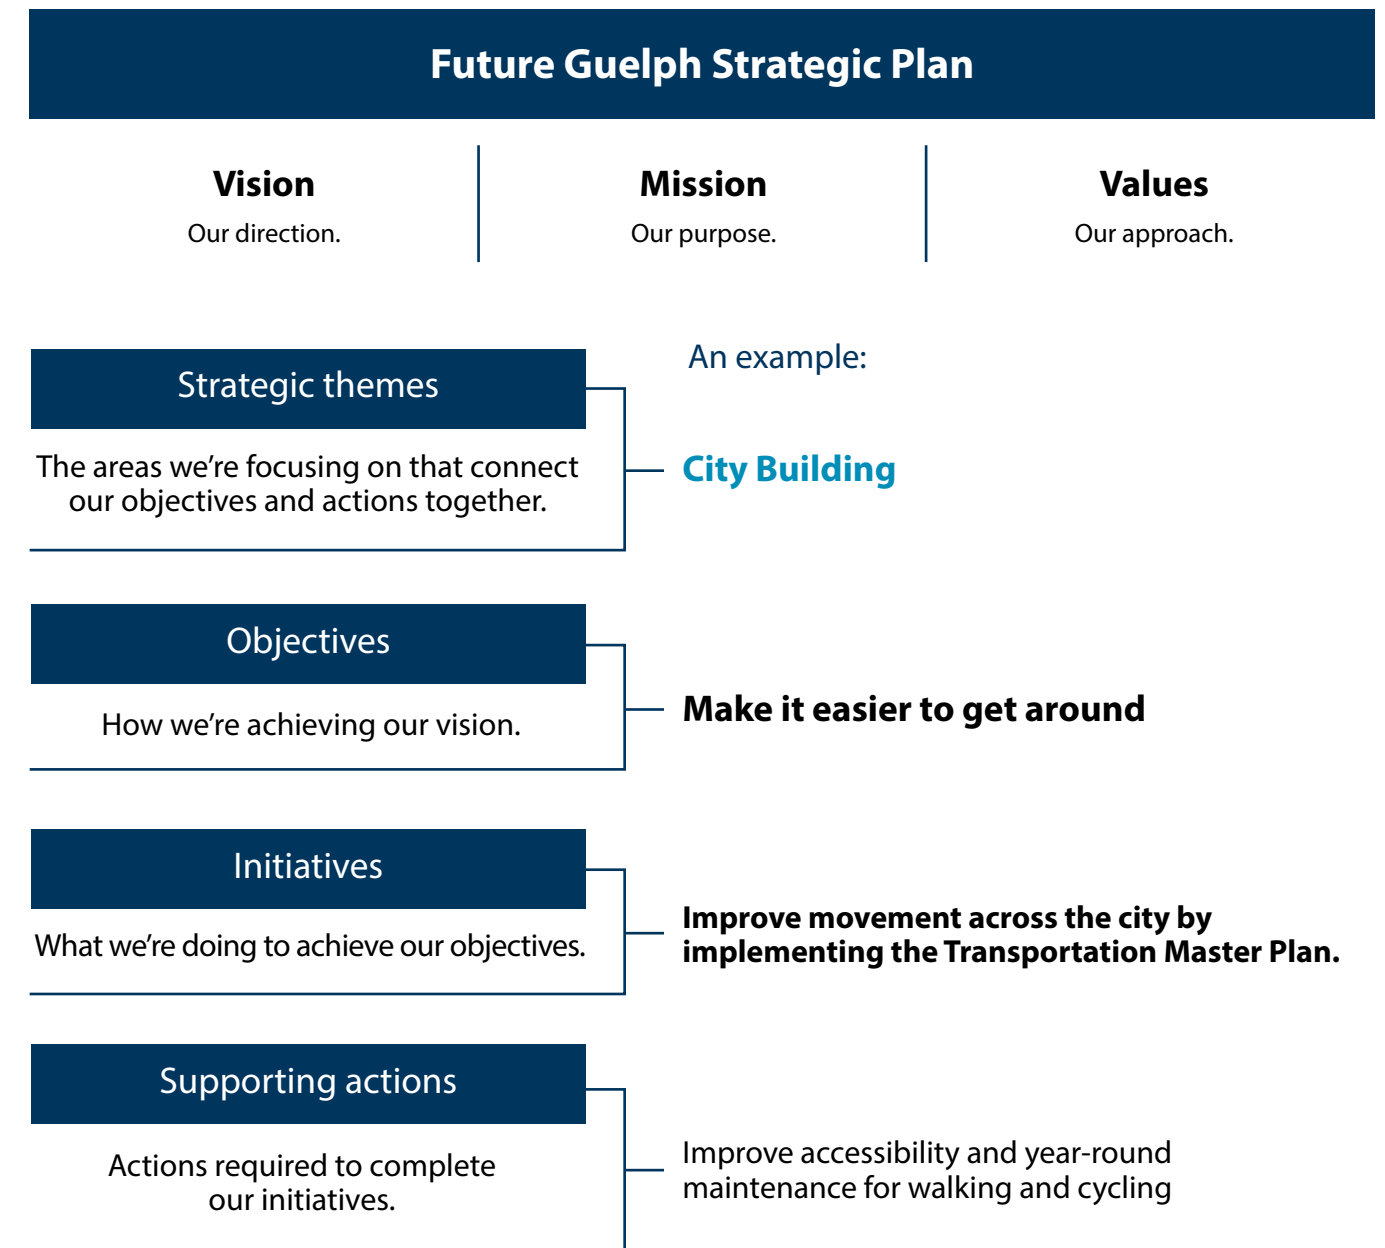 Future Guelph Strategic Plan
Vision
Our direction.
Mission
Our purpose.
Values
Our approach.
An example:
Strategic themes
The areas we’re focusing on that connect
our objectives and actions together.
City Building
Objectives
How we’re achieving our vision.
Make it easier to get around
Initiatives
What we’re doing to achieve our objectives.
Improve movement across the city by
implementing the Transportation Master Plan.
Supporting actions
Actions required to complete
our initiatives.
Improve accessibility and year-round
maintenance for walking and cycling